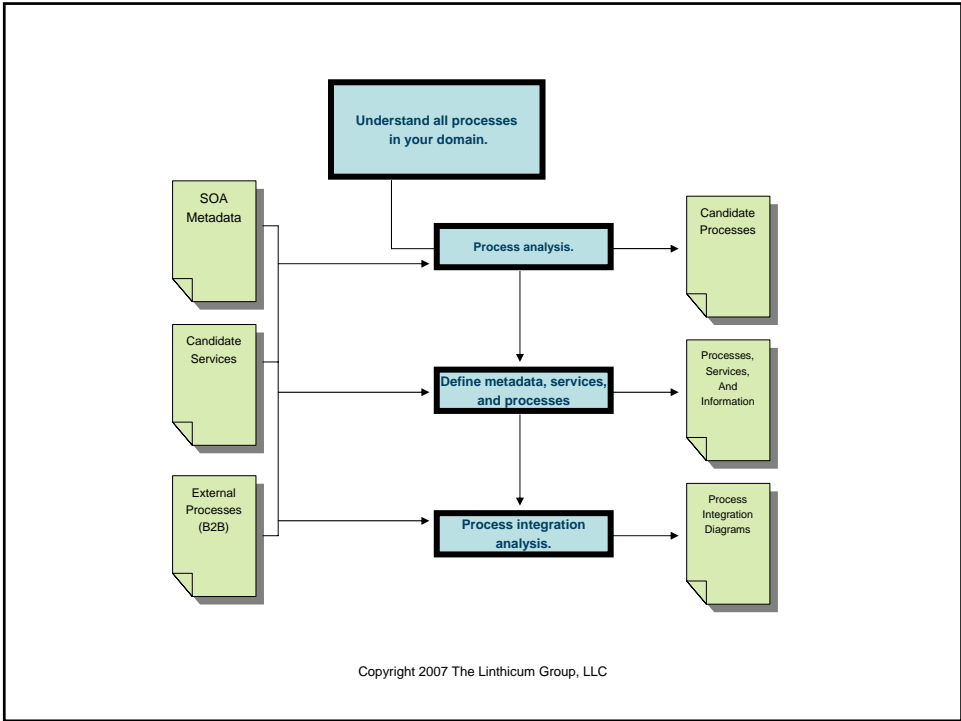 Understand all processes
in your domain.
SOA
Metadata
Process analysis.
Candidate
Processes
Candidate
Services
Define metadata, services,
and processes
Processes,
Services,
And
Information
External
Processes
(B2B)
Process integration
analysis.
Process
Integration
Diagrams
Copyright 2007 The Linthicum Group, LLC